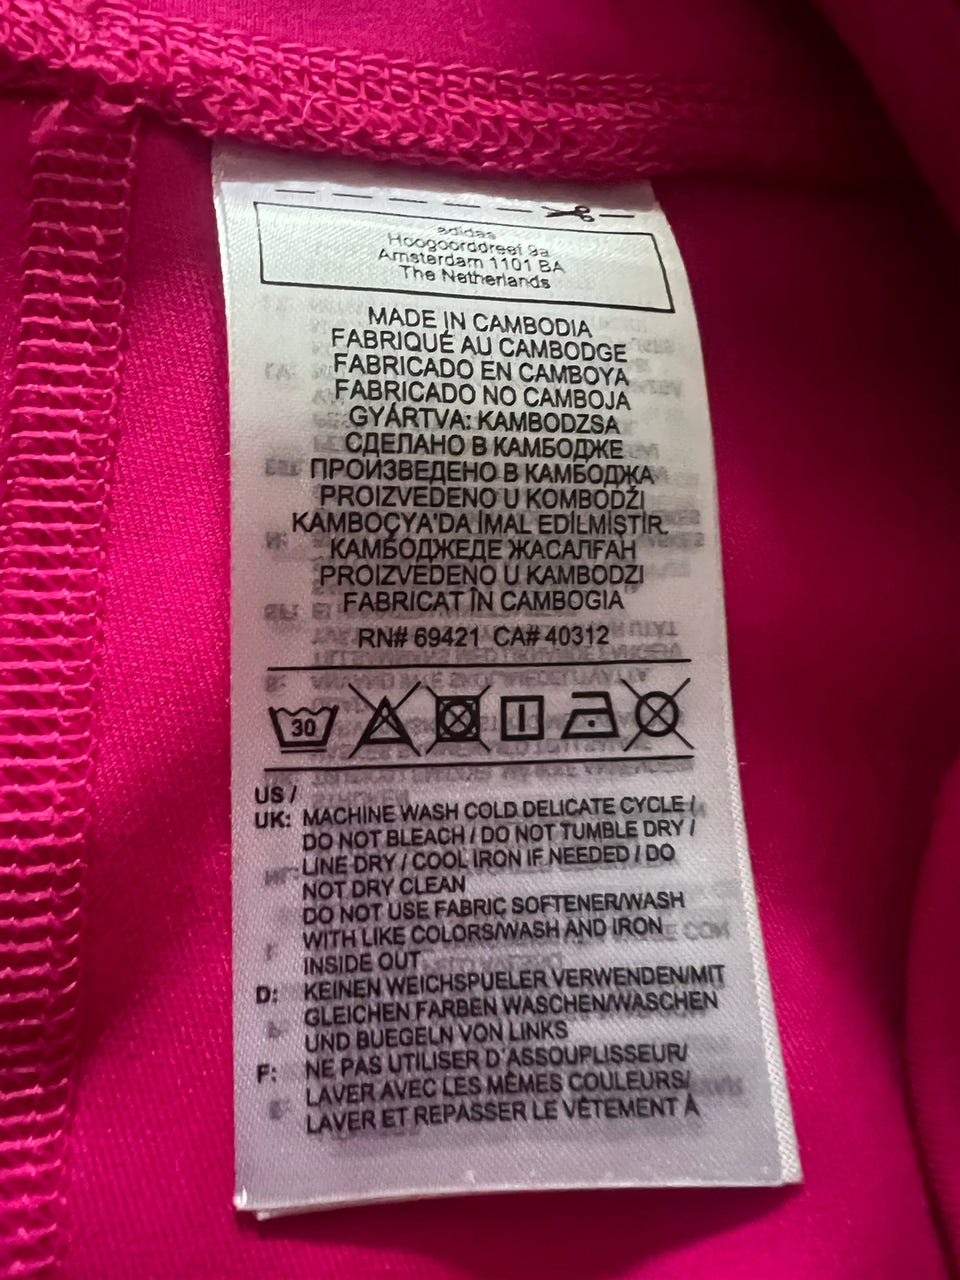 adidas
Hoogoorddreef 9a
Amsterdam 1101 BA
The Netherlands
MADE IN CAMBODIA
FABRIQUÉ AU CAMBODGE
FABRICADO EN CAMBOYA
FABRICADO NO CAMBOJA
GYÁRTVA: KAMBODZSA
СДЕЛАНО В КАМБОДЖЕ
ПРОИЗВЕДЕНО В КАМБОДЖА
PROIZVEDENO U KOMBODŽI
KAMBOÇYA'DA İMAL EDİLMİŞTİR.
КАМБОДЖЕДЕ ЖАСАЛҒАН
PROIZVEDENO U KAMBODZI
FABRICAT ÎN CAMBOGIA
RN# 69421 CA# 40312
30
US /
UK: MACHINE WASH COLD DELICATE CYCLE /
DO NOT BLEACH / DO NOT TUMBLE DRY /
LINE DRY / COOL IRON IF NEEDED / DO
NOT DRY CLEAN
DO NOT USE FABRIC SOFTENER/WASH
WITH LIKE COLORS/WASH AND IRON
INSIDE OUT
D: KEINEN WEICHSPUELER VERWENDEN/MIT
GLEICHEN FARBEN WASCHEN/WASCHEN
UND BUEGELN VON LINKS
F: NE PAS UTILISER D'ASSOUPLISSEUR/
LAVER AVEC LES MÊMES COULEURS/
LAVER ET REPASSER LE VÊTEMENT À